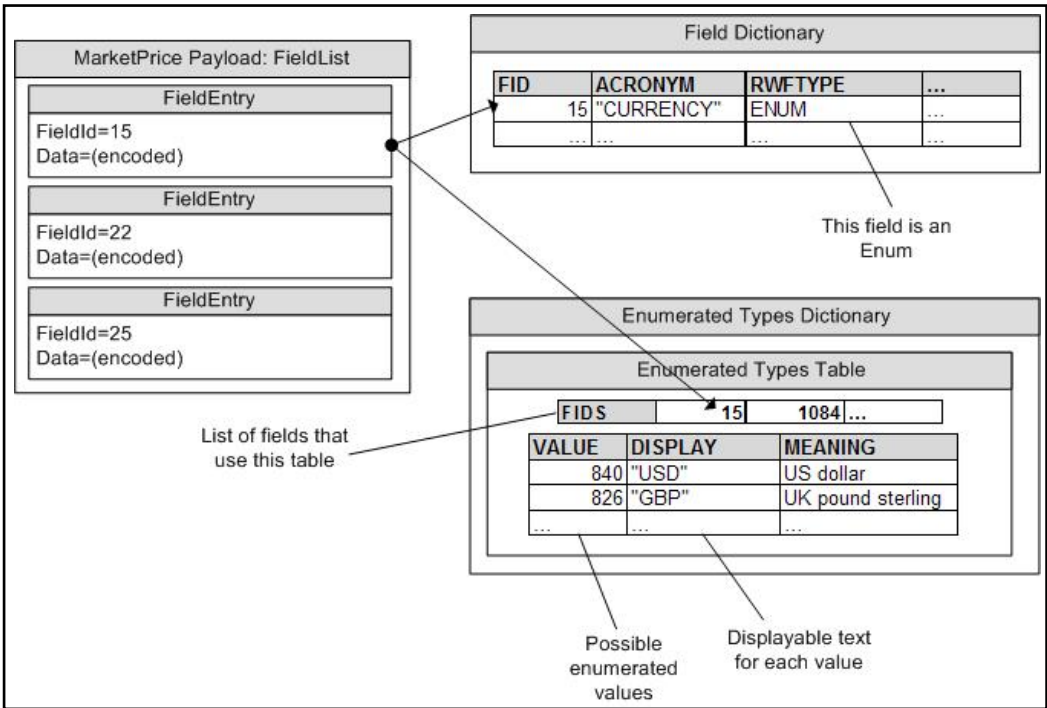 MarketPrice Payload: FieldList
FieldEntry
FieldId=15
Data=(encoded)
FieldEntry
FieldId=22
Data=(encoded)
FieldEntry
FieldId=25
Data=(encoded)
Field Dictionary
FID ACRONYM RWFTYPE ...
15 "CURRENCY" ENUM ...
... ... ... ...
This field is an
Enum
Enumerated Types Dictionary
Enumerated Types Table
FIDS 15 1084 ...
List of fields that
use this table
VALUE DISPLAY MEANING
840 "USD" US dollar
826 "GBP" UK pound sterling
... ... ...
Possible
enumerated
values
Displayable text
for each value